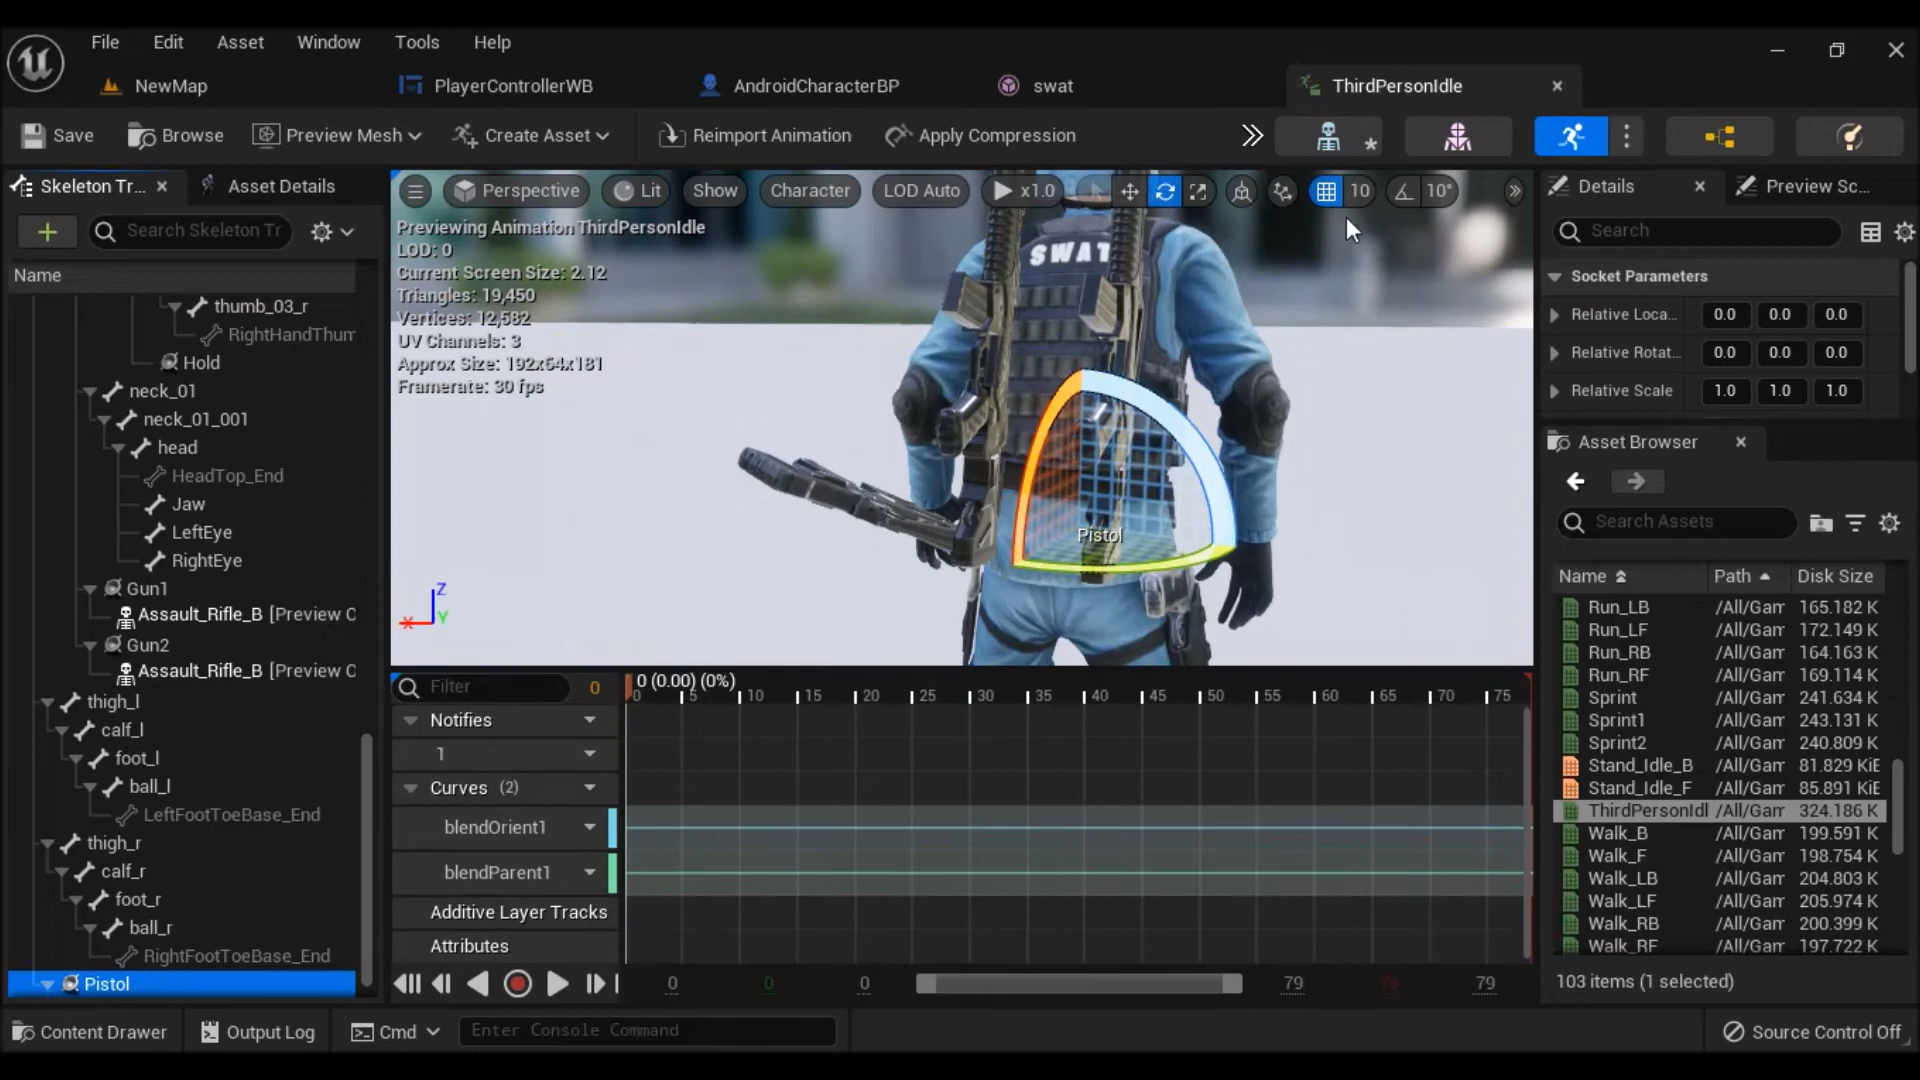 File Edit Asset Window Tools Help
NewMap PlayerControllerWB AndroidCharacterBP swat ThirdPersonIdle
Save Browse Preview Mesh Create Asset Reimport Animation Apply Compression
Skeleton Tr... Asset Details
Search Skeleton Tr
Name
thumb_03_r
RightHandThum
Hold
neck_01
neck_01_001
head
HeadTop_End
Jaw
LeftEye
RightEye
Gun1
Assault_Rifle_B [Preview O
Gun2
Assault_Rifle_B [Preview O
thigh_l
calf_l
foot_l
ball_l
LeftFootToeBase_End
thigh_r
calf_r
foot_r
ball_r
RightFootToeBase_End
Pistol
Perspective Lit Show Character LOD Auto x1.0 10 10°
Previewing Animation ThirdPersonIdle
LOD: 0
Current Screen Size: 2.12
Triangles: 19,450
Vertices: 12,582
UV Channels: 3
Approx Size: 192x64x181
Framerate: 30 fps
SWAT
Pistol
Z
X Y
Filter 0
0 (0.00) (0%)
0 5 10 15 20 25 30 35 40 45 50 55 60 65 70 75
Notifies
1
Curves (2)
blendOrient1
blendParent1
Additive Layer Tracks
Attributes
0 0 0 79 79 79
Details Preview Sc...
Search
Socket Parameters
Relative Loca... 0.0 0.0 0.0
Relative Rotat... 0.0 0.0 0.0
Relative Scale 1.0 1.0 1.0
Asset Browser
Search Assets
Name Path Disk Size
Run_LB /All/Gam 165.182 K
Run_LF /All/Gam 172.149 K
Run_RB /All/Gam 164.163 K
Run_RF /All/Gam 169.114 K
Sprint /All/Gam 241.634 K
Sprint1 /All/Gam 243.131 K
Sprint2 /All/Gam 240.809 K
Stand_Idle_B /All/Gam 81.829 KiE
Stand_Idle_F /All/Gam 85.891 KiE
ThirdPersonIdl /All/Gam 324.186 K
Walk_B /All/Gam 199.591 K
Walk_F /All/Gam 198.754 K
Walk_LB /All/Gam 204.803 K
Walk_LF /All/Gam 205.974 K
Walk_RB /All/Gam 200.399 K
Walk_RF /All/Gam 197.722 K
103 items (1 selected)
Content Drawer Output Log Cmd Enter Console Command Source Control Off